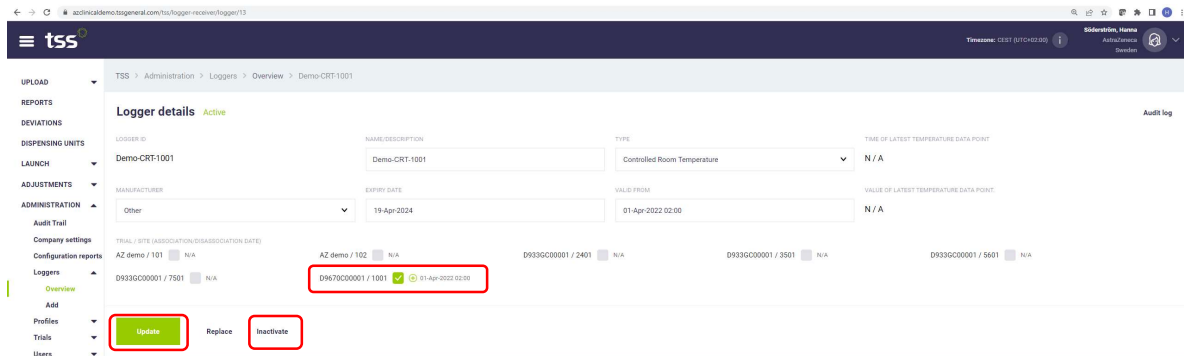 azclinicaldemo.tssgeneral.com/tss/logger-receiver/logger/13
tss
Timezone: CEST (UTC+02:00) i
Söderström, Hanna
AstraZeneca
Sweden
UPLOAD
REPORTS
DEVIATIONS
DISPENSING UNITS
LAUNCH
ADJUSTMENTS
ADMINISTRATION
Audit Trail
Company settings
Configuration reports
Loggers
Overview
Add
Profiles
Trials
Users
TSS > Administration > Loggers > Overview > Demo-CRT-1001
Logger details Active
Audit log
LOGGER ID NAME/DESCRIPTION TYPE TIME OF LATEST TEMPERATURE DATA POINT
Demo-CRT-1001 Demo-CRT-1001 Controlled Room Temperature N / A
MANUFACTURER EXPIRY DATE VALID FROM VALUE OF LATEST TEMPERATURE DATA POINT.
Other 19-Apr-2024 01-Apr-2022 02:00 N / A
TRIAL / SITE (ASSOCIATION/DISASSOCIATION DATE)
AZ demo / 101 N/A AZ demo / 102 N/A D933GC00001 / 2401 N/A D933GC00001 / 3501 N/A D933GC00001 / 5601 N/A
D933GC00001 / 7501 N/A D9670C00001 / 1001 01-Apr-2022 02:00
Update Replace Inactivate